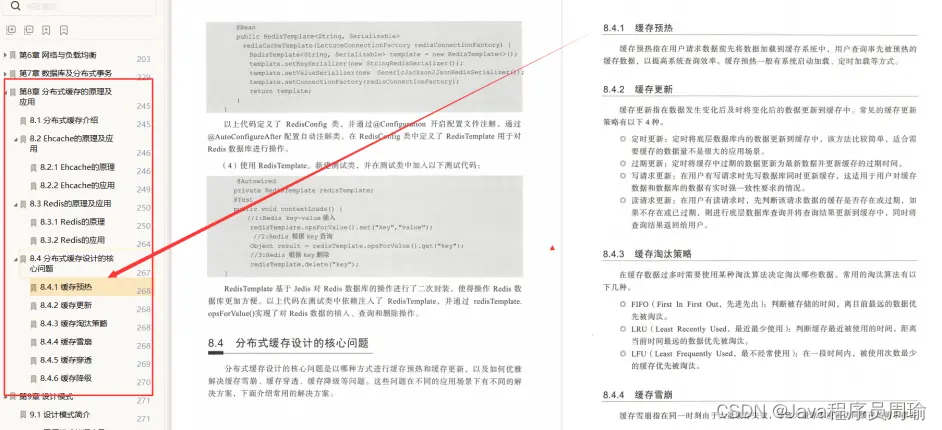 第6章 网络与负载均衡 203
第7章 数据库及分布式事务
第8章 分布式缓存的原理及
应用 245
8.1 分布式缓存介绍 245
8.2 Ehcache的原理及应
用 246
8.2.1 Ehcache的原理 246
8.2.2 Ehcache的应用 249
8.3 Redis的原理及应用 250
8.3.1 Redis的原理 250
8.3.2 Redis的应用 264
8.4 分布式缓存设计的核
心问题 267
8.4.1 缓存预热 268
8.4.2 缓存更新 268
8.4.3 缓存淘汰策略 268
8.4.4 缓存雪崩 268
8.4.5 缓存穿透 269
8.4.6 缓存降级 270
第9章 设计模式 271
9.1 设计模式简介 271
@Bean
public RedisTemplate<String, Serializable>
redisCacheTemplate(LettuceConnectionFactory redisConnectionFactory) {
RedisTemplate<String, Serializable> template = new RedisTemplate<>();
template.setKeySerializer(new StringRedisSerializer());
template.setValueSerializer(new GenericJackson2JsonRedisSerializer());
template.setConnectionFactory(redisConnectionFactory);
return template;
}
}
以上代码定义了 RedisConfig 类，并通过@Configuration 开启配置文件注解，通过
@AutoConfigureAfter 配置自动注解类。在 RedisConfig 类中定义了 RedisTemplate 用于对
Redis 数据库进行操作。
（4）使用 RedisTemplate。新建测试类，并在测试类中加入以下测试代码：
@Autowired
private RedisTemplate redisTemplate;
@Test
public void contextLoads() {
//1:Redis key-value 插入
redisTemplate.opsForValue().set("key","value");
//2:Redis 根据 key 查询
Object result = redisTemplate.opsForValue().get("key");
//3:Redis 根据 key 删除
redisTemplate.delete("key");
}
RedisTemplate 基于 Jedis 对 Redis 数据库的操作进行了二次封装，使得操作 Redis 数
据库更加方便。以上代码在测试类中依赖注入了 RedisTemplate，并通过 redisTemplate.
opsForValue()实现了对 Redis 数据的插入、查询和删除操作。
8.4 分布式缓存设计的核心问题
分布式缓存设计的核心问题是以哪种方式进行缓存预热和缓存更新，以及如何优雅
解决缓存雪崩、缓存穿透、缓存降级等问题。这些问题在不同的应用场景下有不同的解
决方案，下面介绍常用的解决方案。
8.4.1 缓存预热
缓存预热指在用户请求数据前先将数据加载到缓存系统中，用户查询事先被预热的
缓存数据，以提高系统查询效率。缓存预热一般有系统启动加载、定时加载等方式。
8.4.2 缓存更新
缓存更新指在数据发生变化后及时将变化后的数据更新到缓存中。常见的缓存更新
策略有以下 4 种。
◎ 定时更新：定时将底层数据库内的数据更新到缓存中，该方法比较简单，适合需
要缓存的数据量不是很大的应用场景。
◎ 过期更新：定时将缓存中过期的数据更新为最新数据并更新缓存的过期时间。
◎ 写请求更新：在用户有写请求时先写数据库同时更新缓存，这适用于用户对缓存
数据和数据库的数据有实时强一致性要求的情况。
◎ 读请求更新：在用户有读请求时，先判断该请求数据的缓存是否存在或过期，如
果不存在或已过期，则进行底层数据库查询并将查询结果更新到缓存中，同时将
查询结果返回给用户。
8.4.3 缓存淘汰策略
在缓存数据过多时需要使用某种淘汰算法决定淘汰哪些数据。常用的淘汰算法有以
下几种。
◎ FIFO（First In First Out，先进先出）：判断被存储的时间，离目前最远的数据优
先被淘汰。
◎ LRU（Least Recently Used，最近最少使用）：判断缓存最近被使用的时间，距离
当前时间最远的数据优先被淘汰。
◎ LFU（Least Frequently Used，最不经常使用）：在一段时间内，被使用次数最少
的缓存优先被淘汰。
8.4.4 缓存雪崩
缓存雪崩指在同一时刻由于
CSDN @Java程序员周瑜